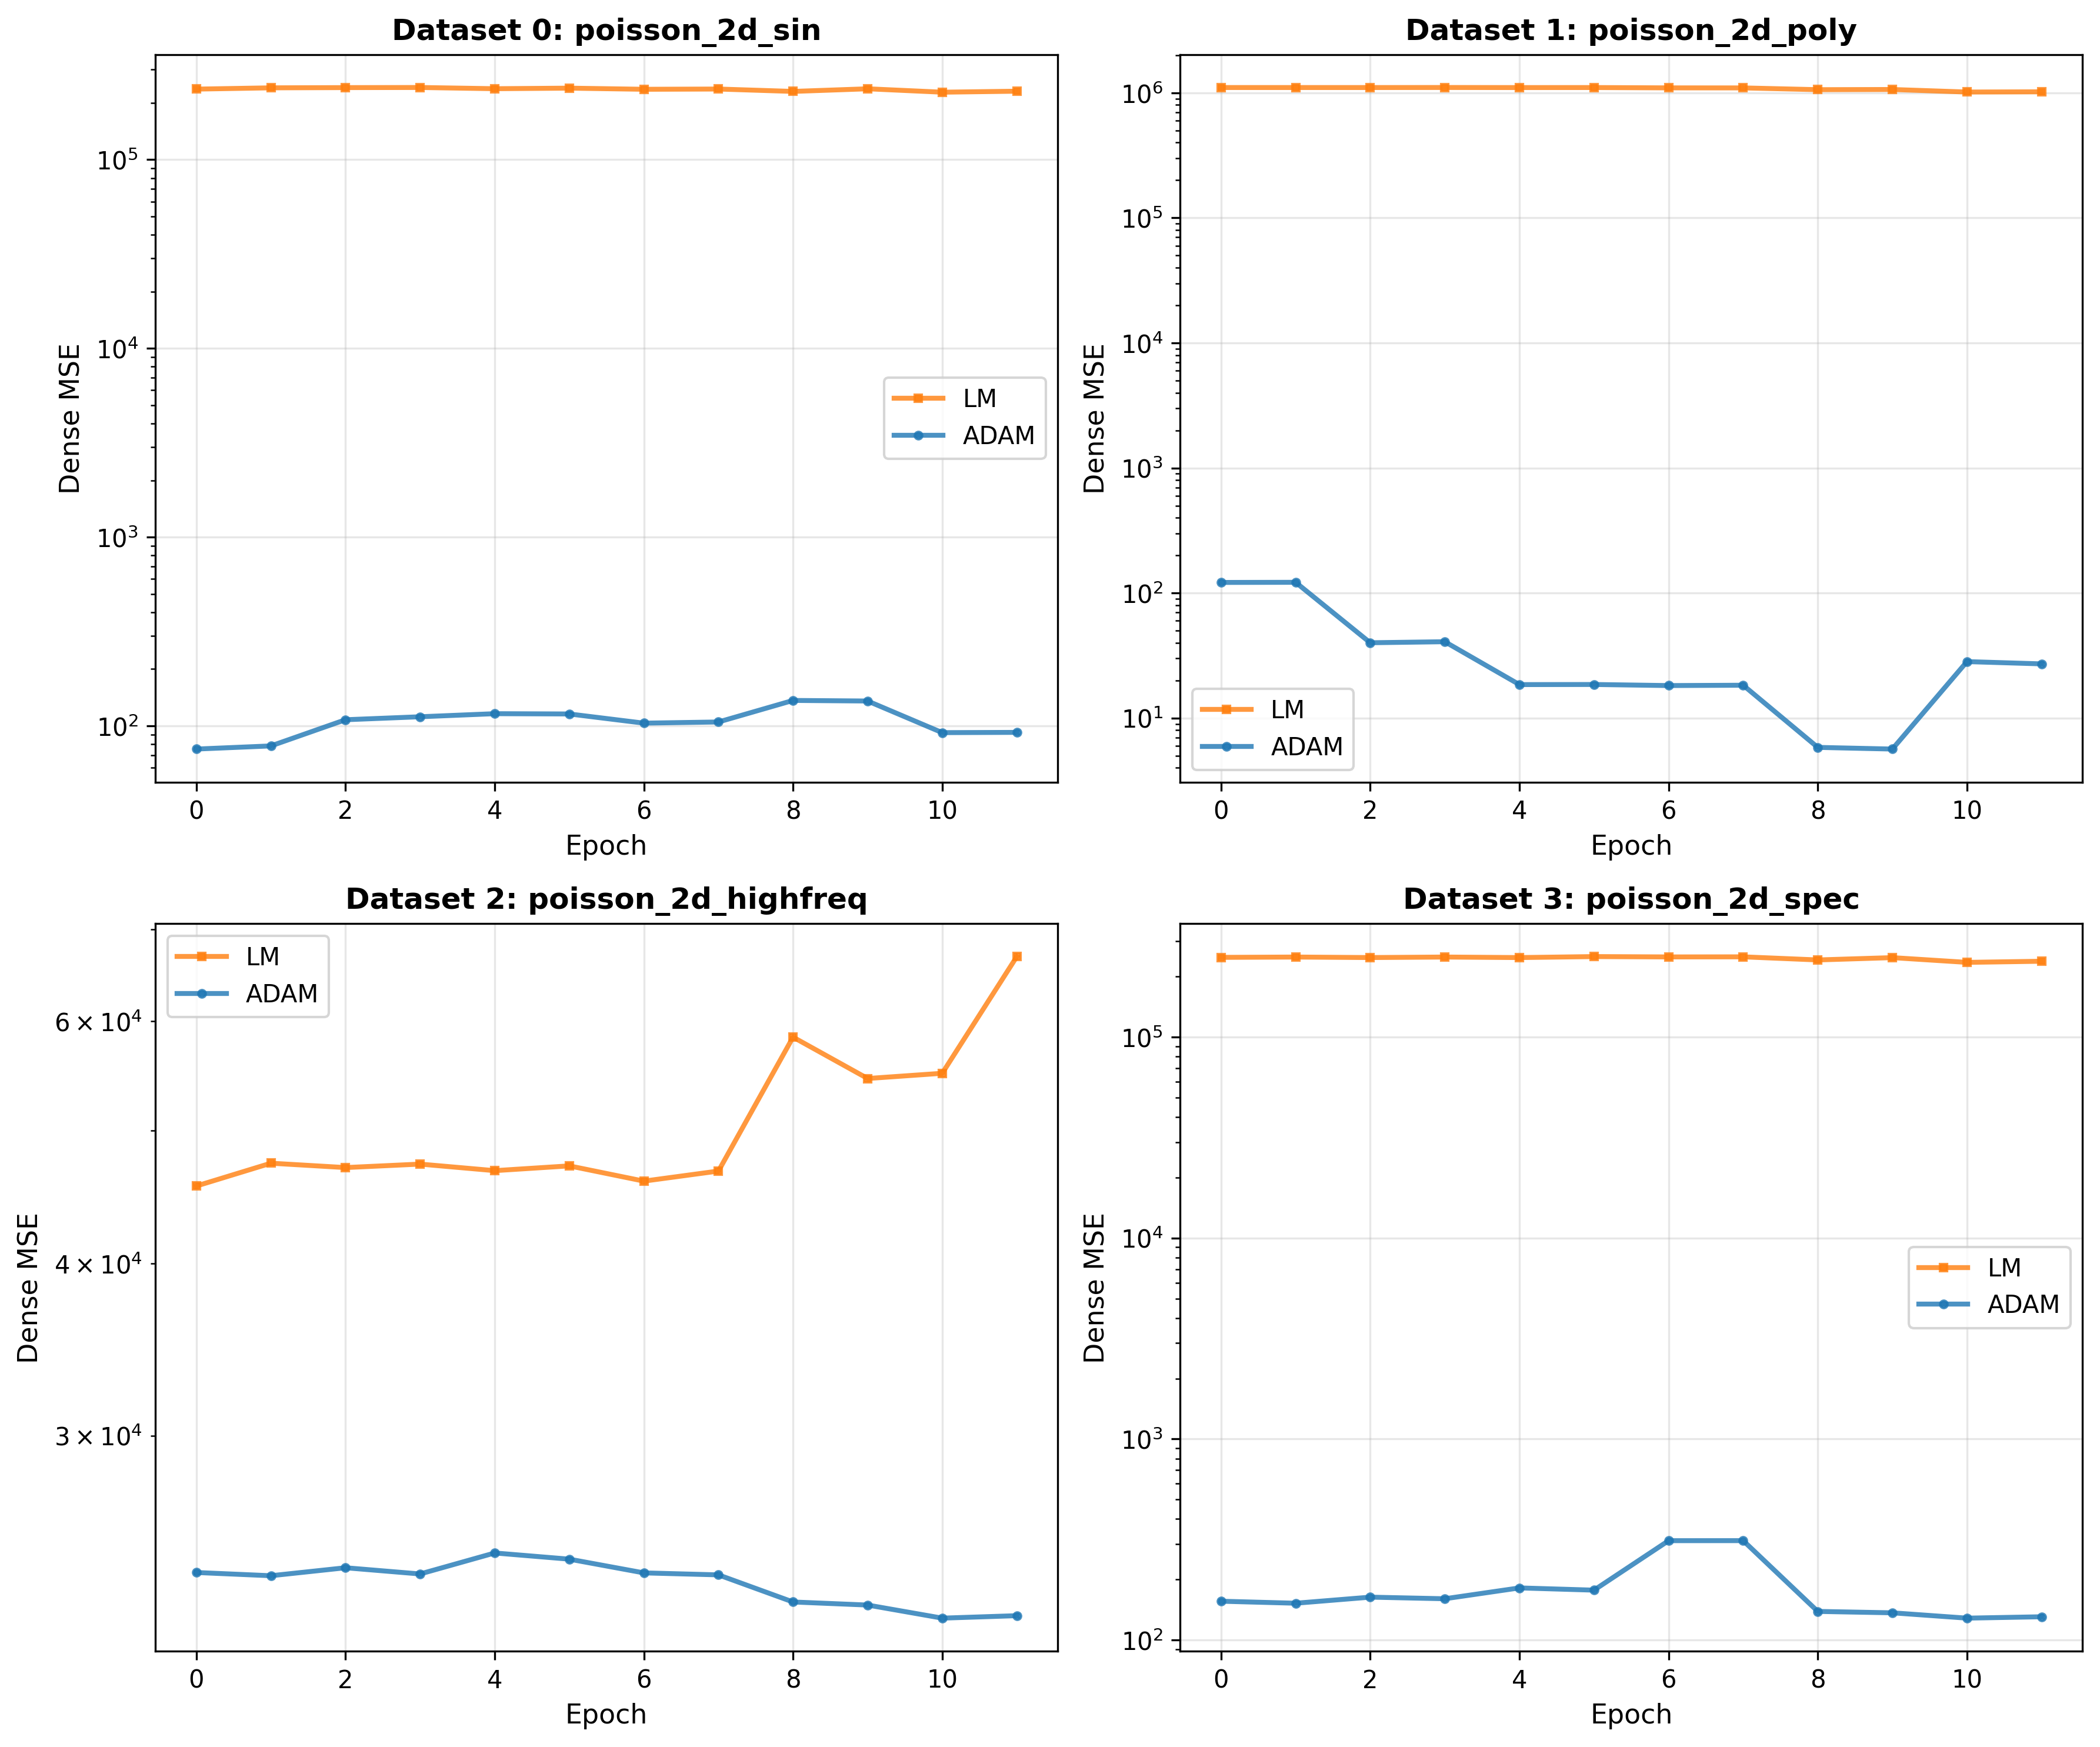 Dataset 0: poisson_2d_sin
Dense MSE
10^5
10^4
10^3
10^2
LM
ADAM
0 2 4 6 8 10
Epoch
Dataset 1: poisson_2d_poly
Dense MSE
10^6
10^5
10^4
10^3
10^2
10^1
LM
ADAM
0 2 4 6 8 10
Epoch
Dataset 2: poisson_2d_highfreq
Dense MSE
6 × 10^4
4 × 10^4
3 × 10^4
LM
ADAM
0 2 4 6 8 10
Epoch
Dataset 3: poisson_2d_spec
Dense MSE
10^5
10^4
10^3
10^2
LM
ADAM
0 2 4 6 8 10
Epoch